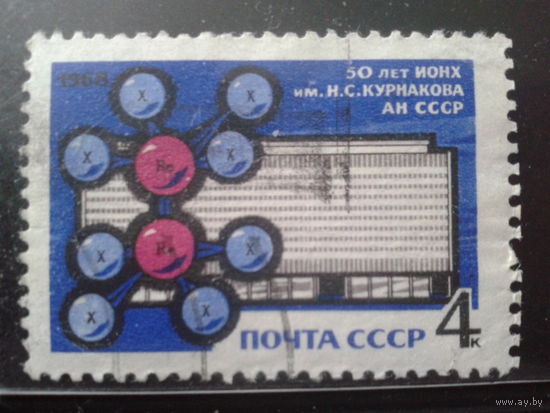 1968
50 ЛЕТ ИОНХ
им. Н.С. КУРНАКОВА
АН СССР
X X
X X
Re
Re
X X
X X
ПОЧТА СССР 4к
www.ay.by